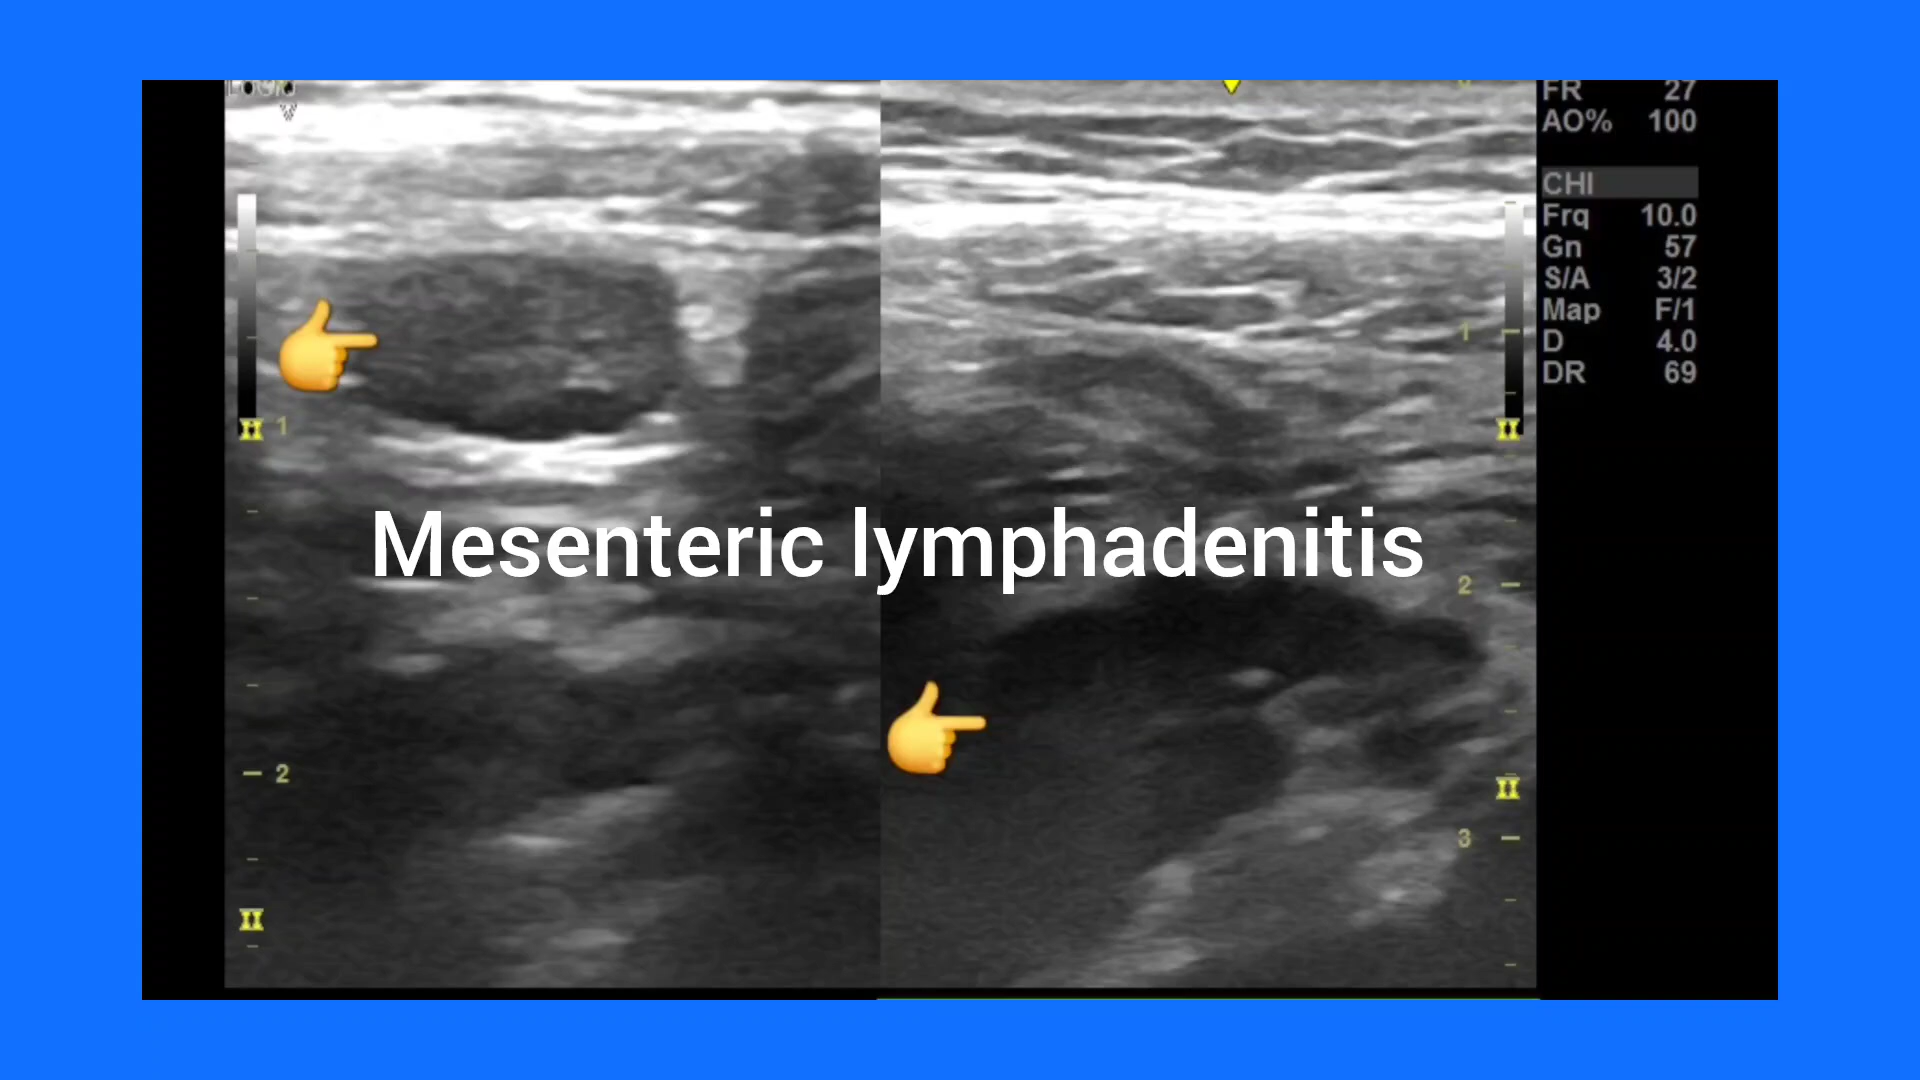 FR 27
AO% 100
CHI
Frq 10.0
Gn 57
S/A 3/2
Map F/1
D 4.0
DR 69
1
1
Mesenteric lymphadenitis
2
2
3